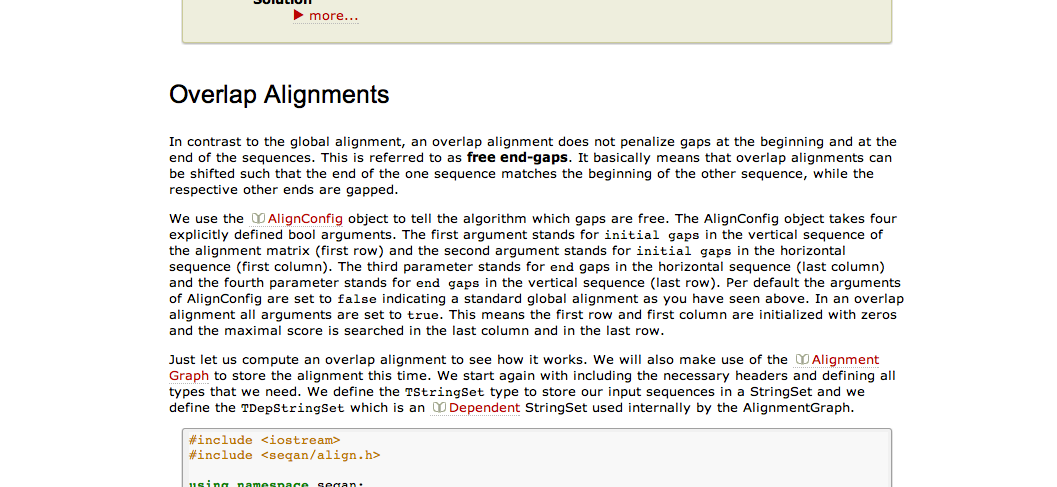 Solution
▶ more...
Overlap Alignments
In contrast to the global alignment, an overlap alignment does not penalize gaps at the beginning and at the
end of the sequences. This is referred to as free end-gaps. It basically means that overlap alignments can
be shifted such that the end of the one sequence matches the beginning of the other sequence, while the
respective other ends are gapped.
We use the AlignConfig object to tell the algorithm which gaps are free. The AlignConfig object takes four
explicitly defined bool arguments. The first argument stands for initial gaps in the vertical sequence of
the alignment matrix (first row) and the second argument stands for initial gaps in the horizontal
sequence (first column). The third parameter stands for end gaps in the horizontal sequence (last column)
and the fourth parameter stands for end gaps in the vertical sequence (last row). Per default the arguments
of AlignConfig are set to false indicating a standard global alignment as you have seen above. In an overlap
alignment all arguments are set to true. This means the first row and first column are initialized with zeros
and the maximal score is searched in the last column and in the last row.
Just let us compute an overlap alignment to see how it works. We will also make use of the Alignment
Graph to store the alignment this time. We start again with including the necessary headers and defining all
types that we need. We define the TStringSet type to store our input sequences in a StringSet and we
define the TDepStringSet which is an Dependent StringSet used internally by the AlignmentGraph.
#include <iostream>
#include <seqan/align.h>
using namespace seqan;